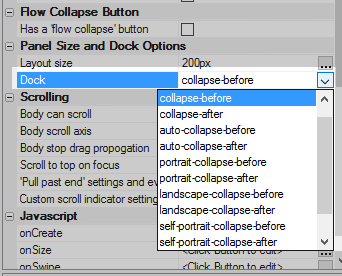 Flow Collapse Button
Has a 'flow collapse' button
Panel Size and Dock Options
Layout size 200px ...
Dock collapse-before
collapse-before
Scrolling
collapse-after
Body can scroll
auto-collapse-before
Body scroll axis
auto-collapse-after
Body stop drag propogation
portrait-collapse-before
Scroll to top on focus
portrait-collapse-after
'Pull past end' settings and ev
landscape-collapse-before
Custom scroll indicator setting
landscape-collapse-after
Javascript
self-portrait-collapse-before
onCreate
self-portrait-collapse-after
onSize <Click Button to edit> ...
onSwipe <Click Button to edit> ...